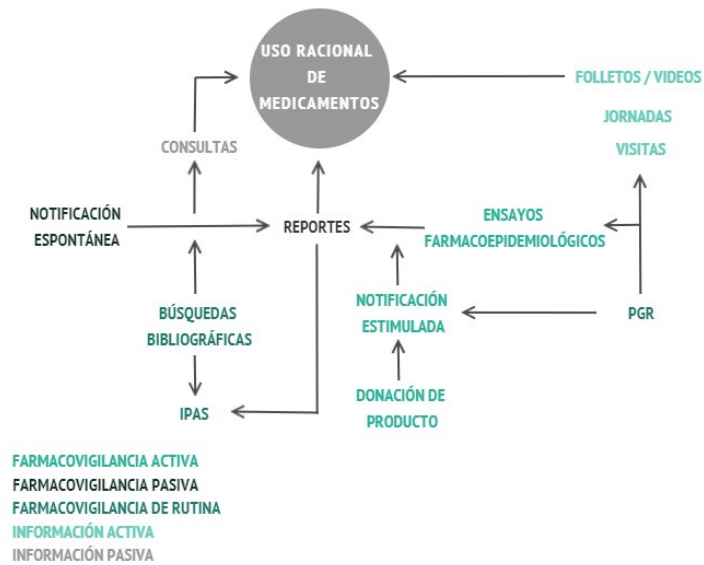 USO RACIONAL
DE
MEDICAMENTOS
FOLLETOS / VIDEOS
JORNADAS
VISITAS
CONSULTAS
NOTIFICACIÓN
ESPONTÁNEA
REPORTES
ENSAYOS
FARMACOEPIDEMIOLÓGICOS
BÚSQUEDAS
BIBLIOGRÁFICAS
NOTIFICACIÓN
ESTIMULADA
PGR
IPAS
DONACIÓN DE
PRODUCTO
FARMACOVIGILANCIA ACTIVA
FARMACOVIGILANCIA PASIVA
FARMACOVIGILANCIA DE RUTINA
INFORMACIÓN ACTIVA
INFORMACIÓN PASIVA